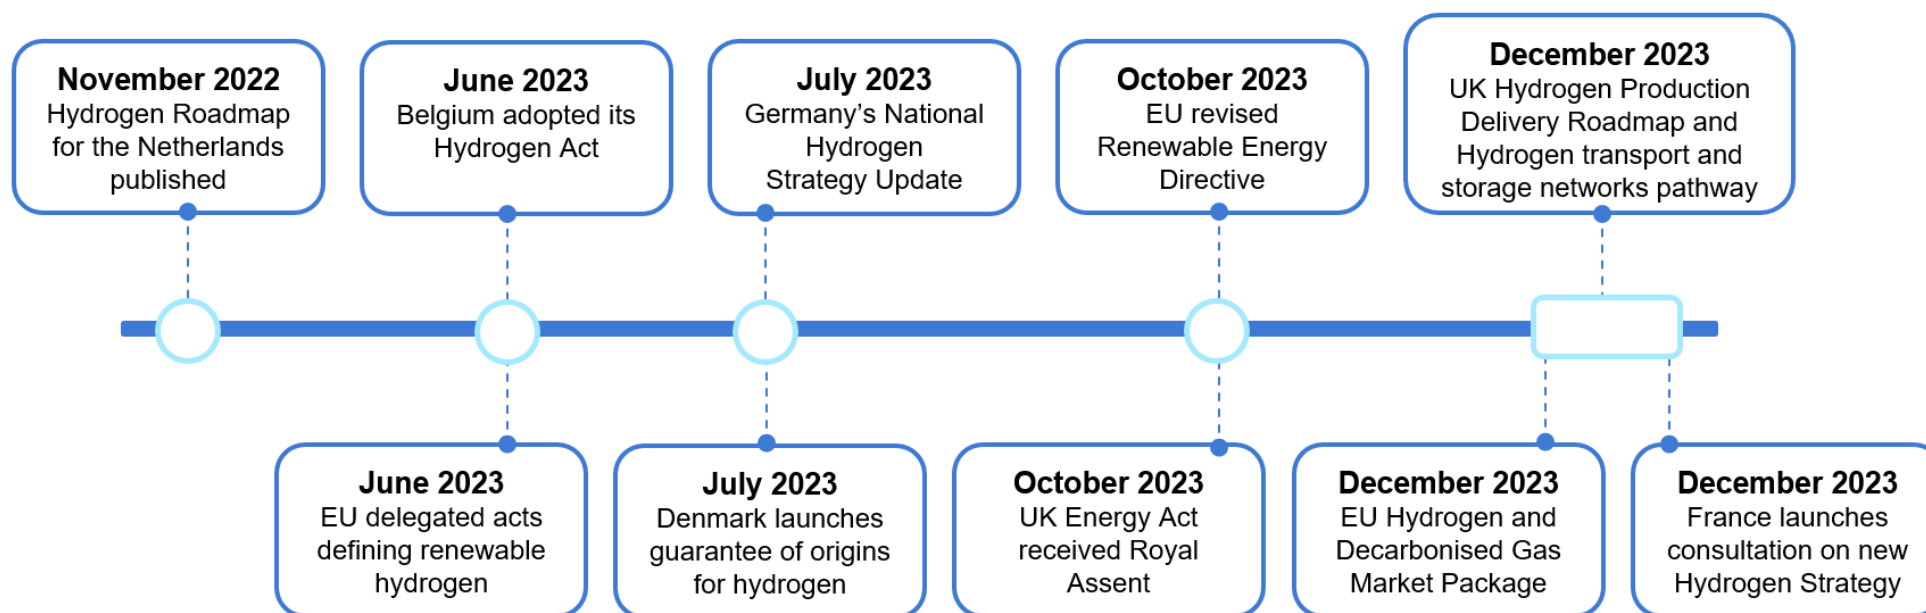 November 2022
Hydrogen Roadmap
for the Netherlands
published
June 2023
Belgium adopted its
Hydrogen Act
July 2023
Germany’s National
Hydrogen
Strategy Update
October 2023
EU revised
Renewable Energy
Directive
December 2023
UK Hydrogen Production
Delivery Roadmap and
Hydrogen transport and
storage networks pathway
June 2023
EU delegated acts
defining renewable
hydrogen
July 2023
Denmark launches
guarantee of origins
for hydrogen
October 2023
UK Energy Act
received Royal
Assent
December 2023
EU Hydrogen and
Decarbonised Gas
Market Package
December 2023
France launches
consultation on new
Hydrogen Strategy